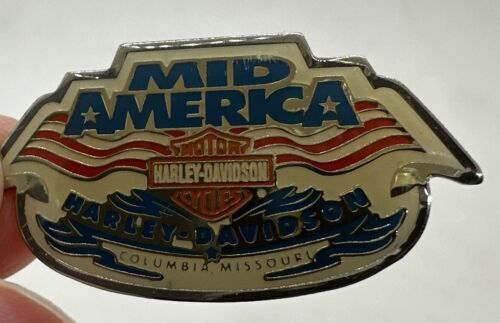 MID
AMERICA
MOTOR
HARLEY-DAVIDSON
CYCLES
HARLEY-DAVIDSON
COLUMBIA, MISSOURI